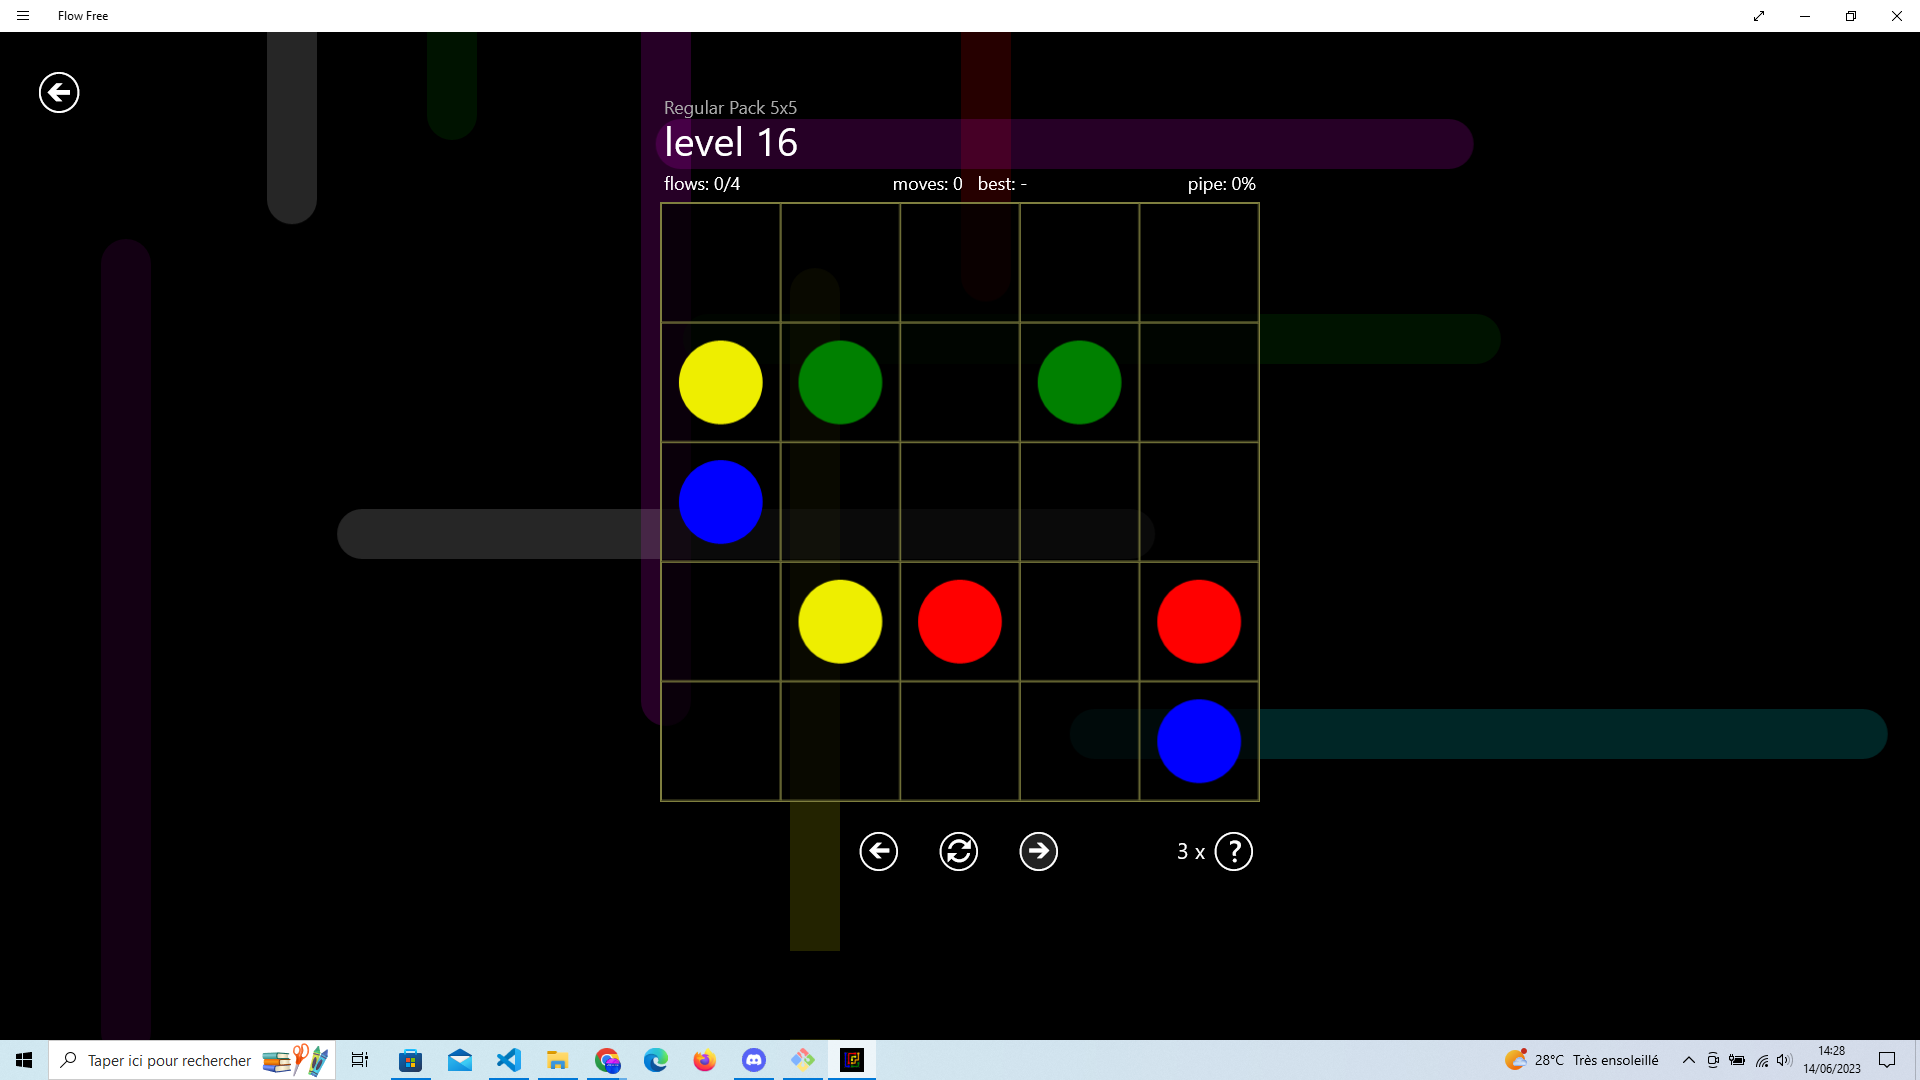 Flow Free
Regular Pack 5x5
level 16
flows: 0/4 moves: 0 best: - pipe: 0%
3 x ?
Taper ici pour rechercher
28°C Très ensoleillé
14:28
14/06/2023